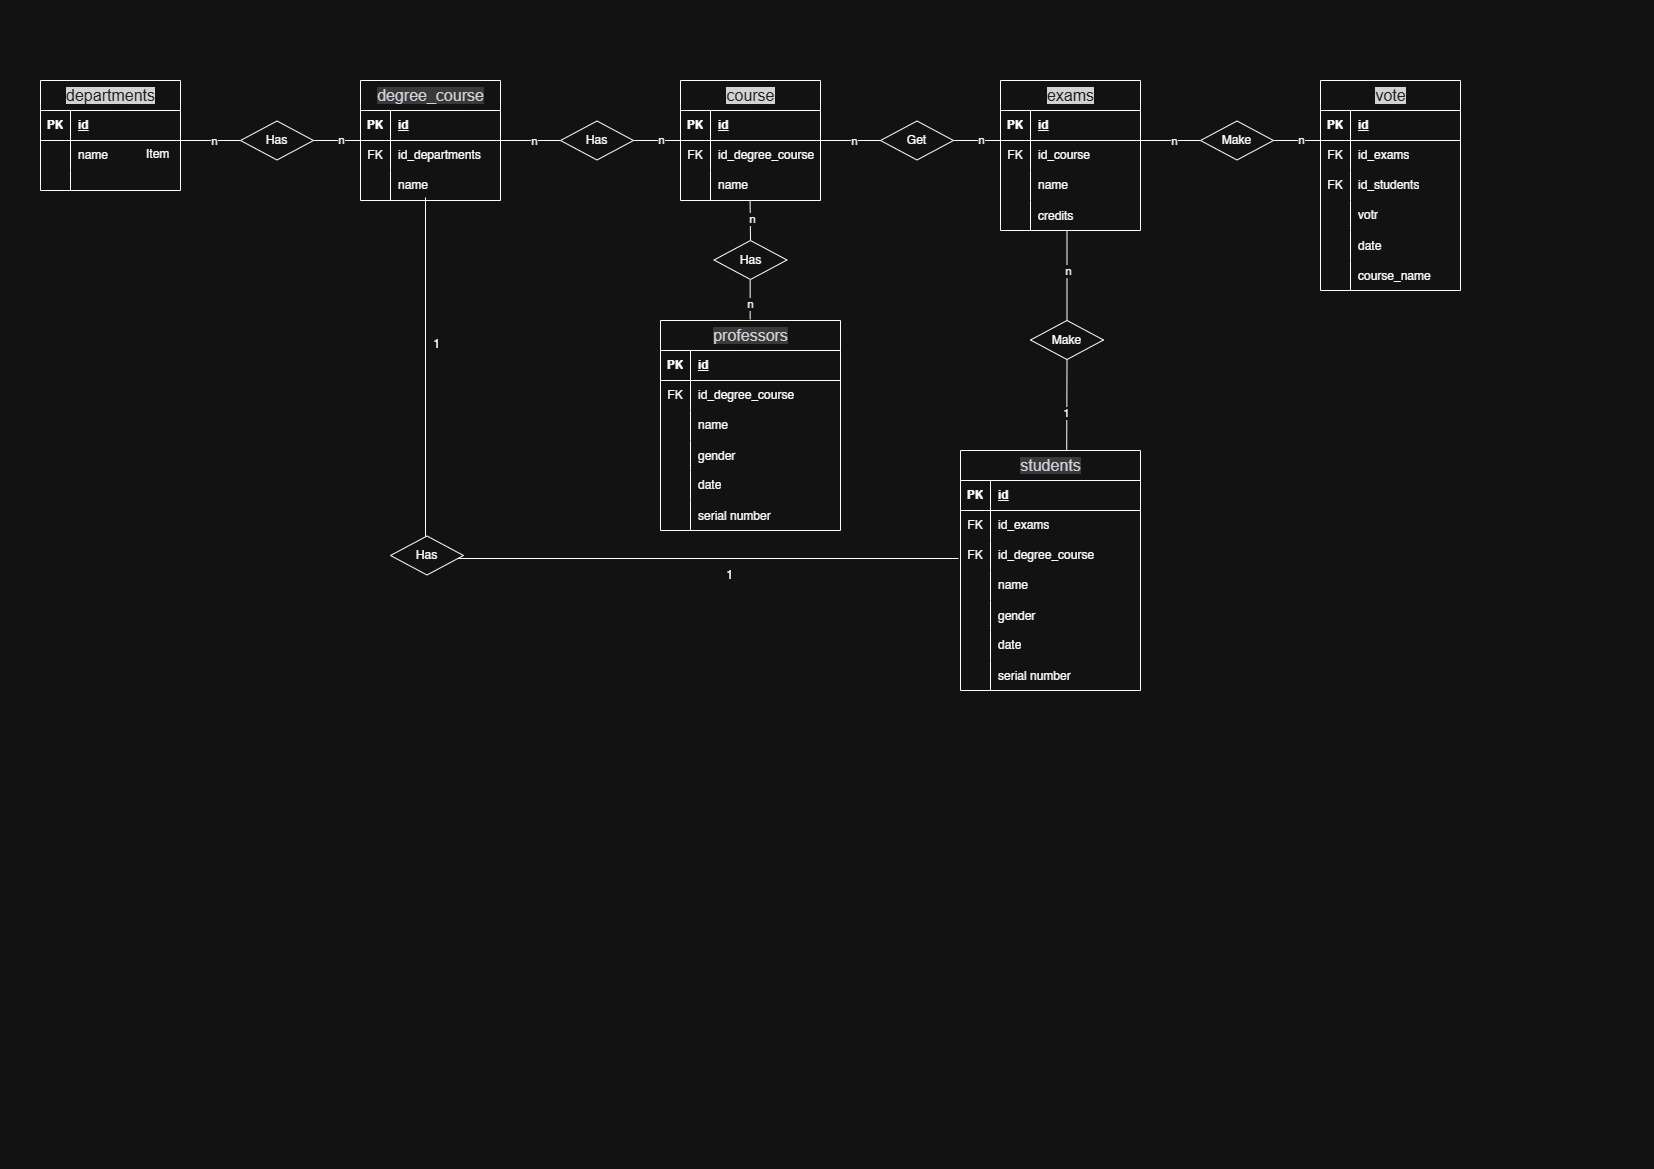 departments
PK id
name Item
n
Has
n
degree_course
PK id
FK id_departments
name
n
Has
n
course
PK id
FK id_degree_course
name
n
Get
n
exams
PK id
FK id_course
name
credits
n
Make
n
vote
PK id
FK id_exams
FK id_students
votr
date
course_name
n
Has
n
professors
PK id
FK id_degree_course
name
gender
date
serial number
n
Make
1
students
PK id
FK id_exams
FK id_degree_course
name
gender
date
serial number
1
Has
1